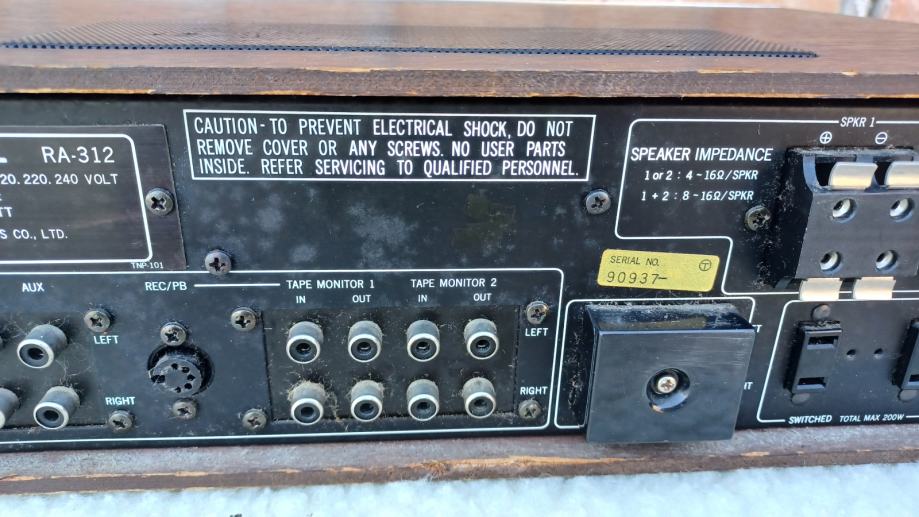 RA-312
20.220.240 VOLT
TT
S CO., LTD.
TNP-101
CAUTION - TO PREVENT ELECTRICAL SHOCK, DO NOT
REMOVE COVER OR ANY SCREWS. NO USER PARTS
INSIDE. REFER SERVICING TO QUALIFIED PERSONNEL.
SPKR 1
+ -
SPEAKER IMPEDANCE
1 or 2 : 4 ~ 16Ω/SPKR
1 + 2 : 8 ~ 16Ω/SPKR
SERIAL NO. T
90937-
AUX
REC/PB
TAPE MONITOR 1 TAPE MONITOR 2
IN OUT IN OUT
LEFT
LEFT
RIGHT
RIGHT
HT
SWITCHED TOTAL MAX 200W